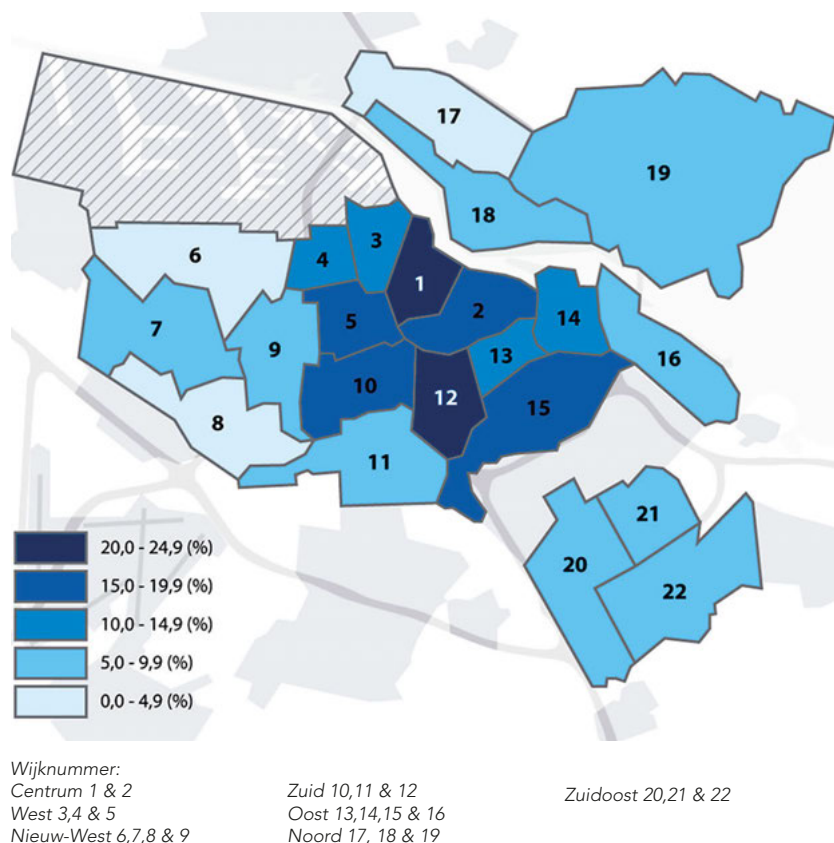 17
19
18
3
6
4
1
2
5
14
7
9
13
16
10
12
15
8
11
21
20
22
20,0 - 24,9 (%)
15,0 - 19,9 (%)
10,0 - 14,9 (%)
5,0 - 9,9 (%)
0,0 - 4,9 (%)
Wijknummer:
Centrum 1 & 2
West 3,4 & 5
Nieuw-West 6,7,8 & 9
Zuid 10,11 & 12
Oost 13,14,15 & 16
Noord 17, 18 & 19
Zuidoost 20,21 & 22